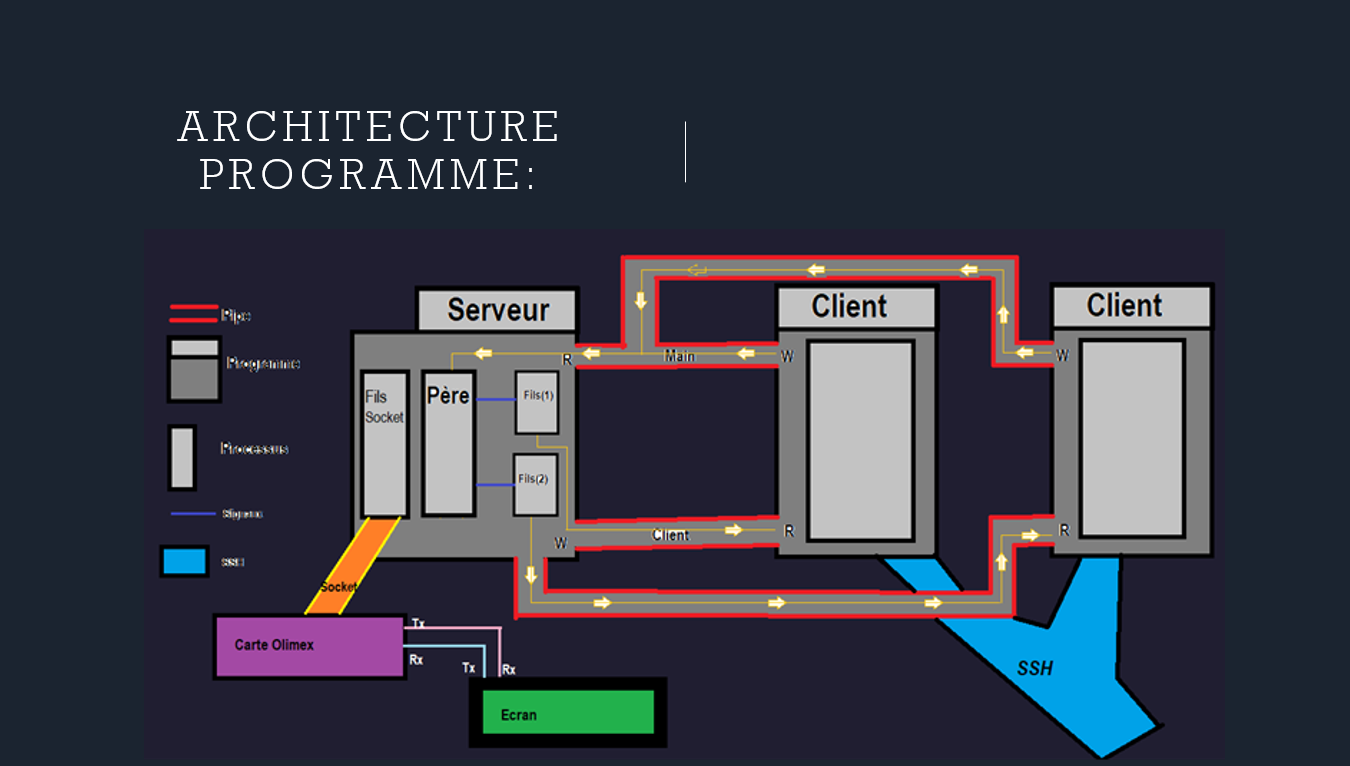 ARCHITECTURE
PROGRAMME:
Pipe
Programme
Processus
Signaux
SSH
Serveur
Client
Client
R
Main
W
W
Fils
Socket
Père
Fils(1)
Fils(2)
W
Client
R
R
Socket
Carte Olimex
Tx
Rx
Tx
Rx
Ecran
SSH